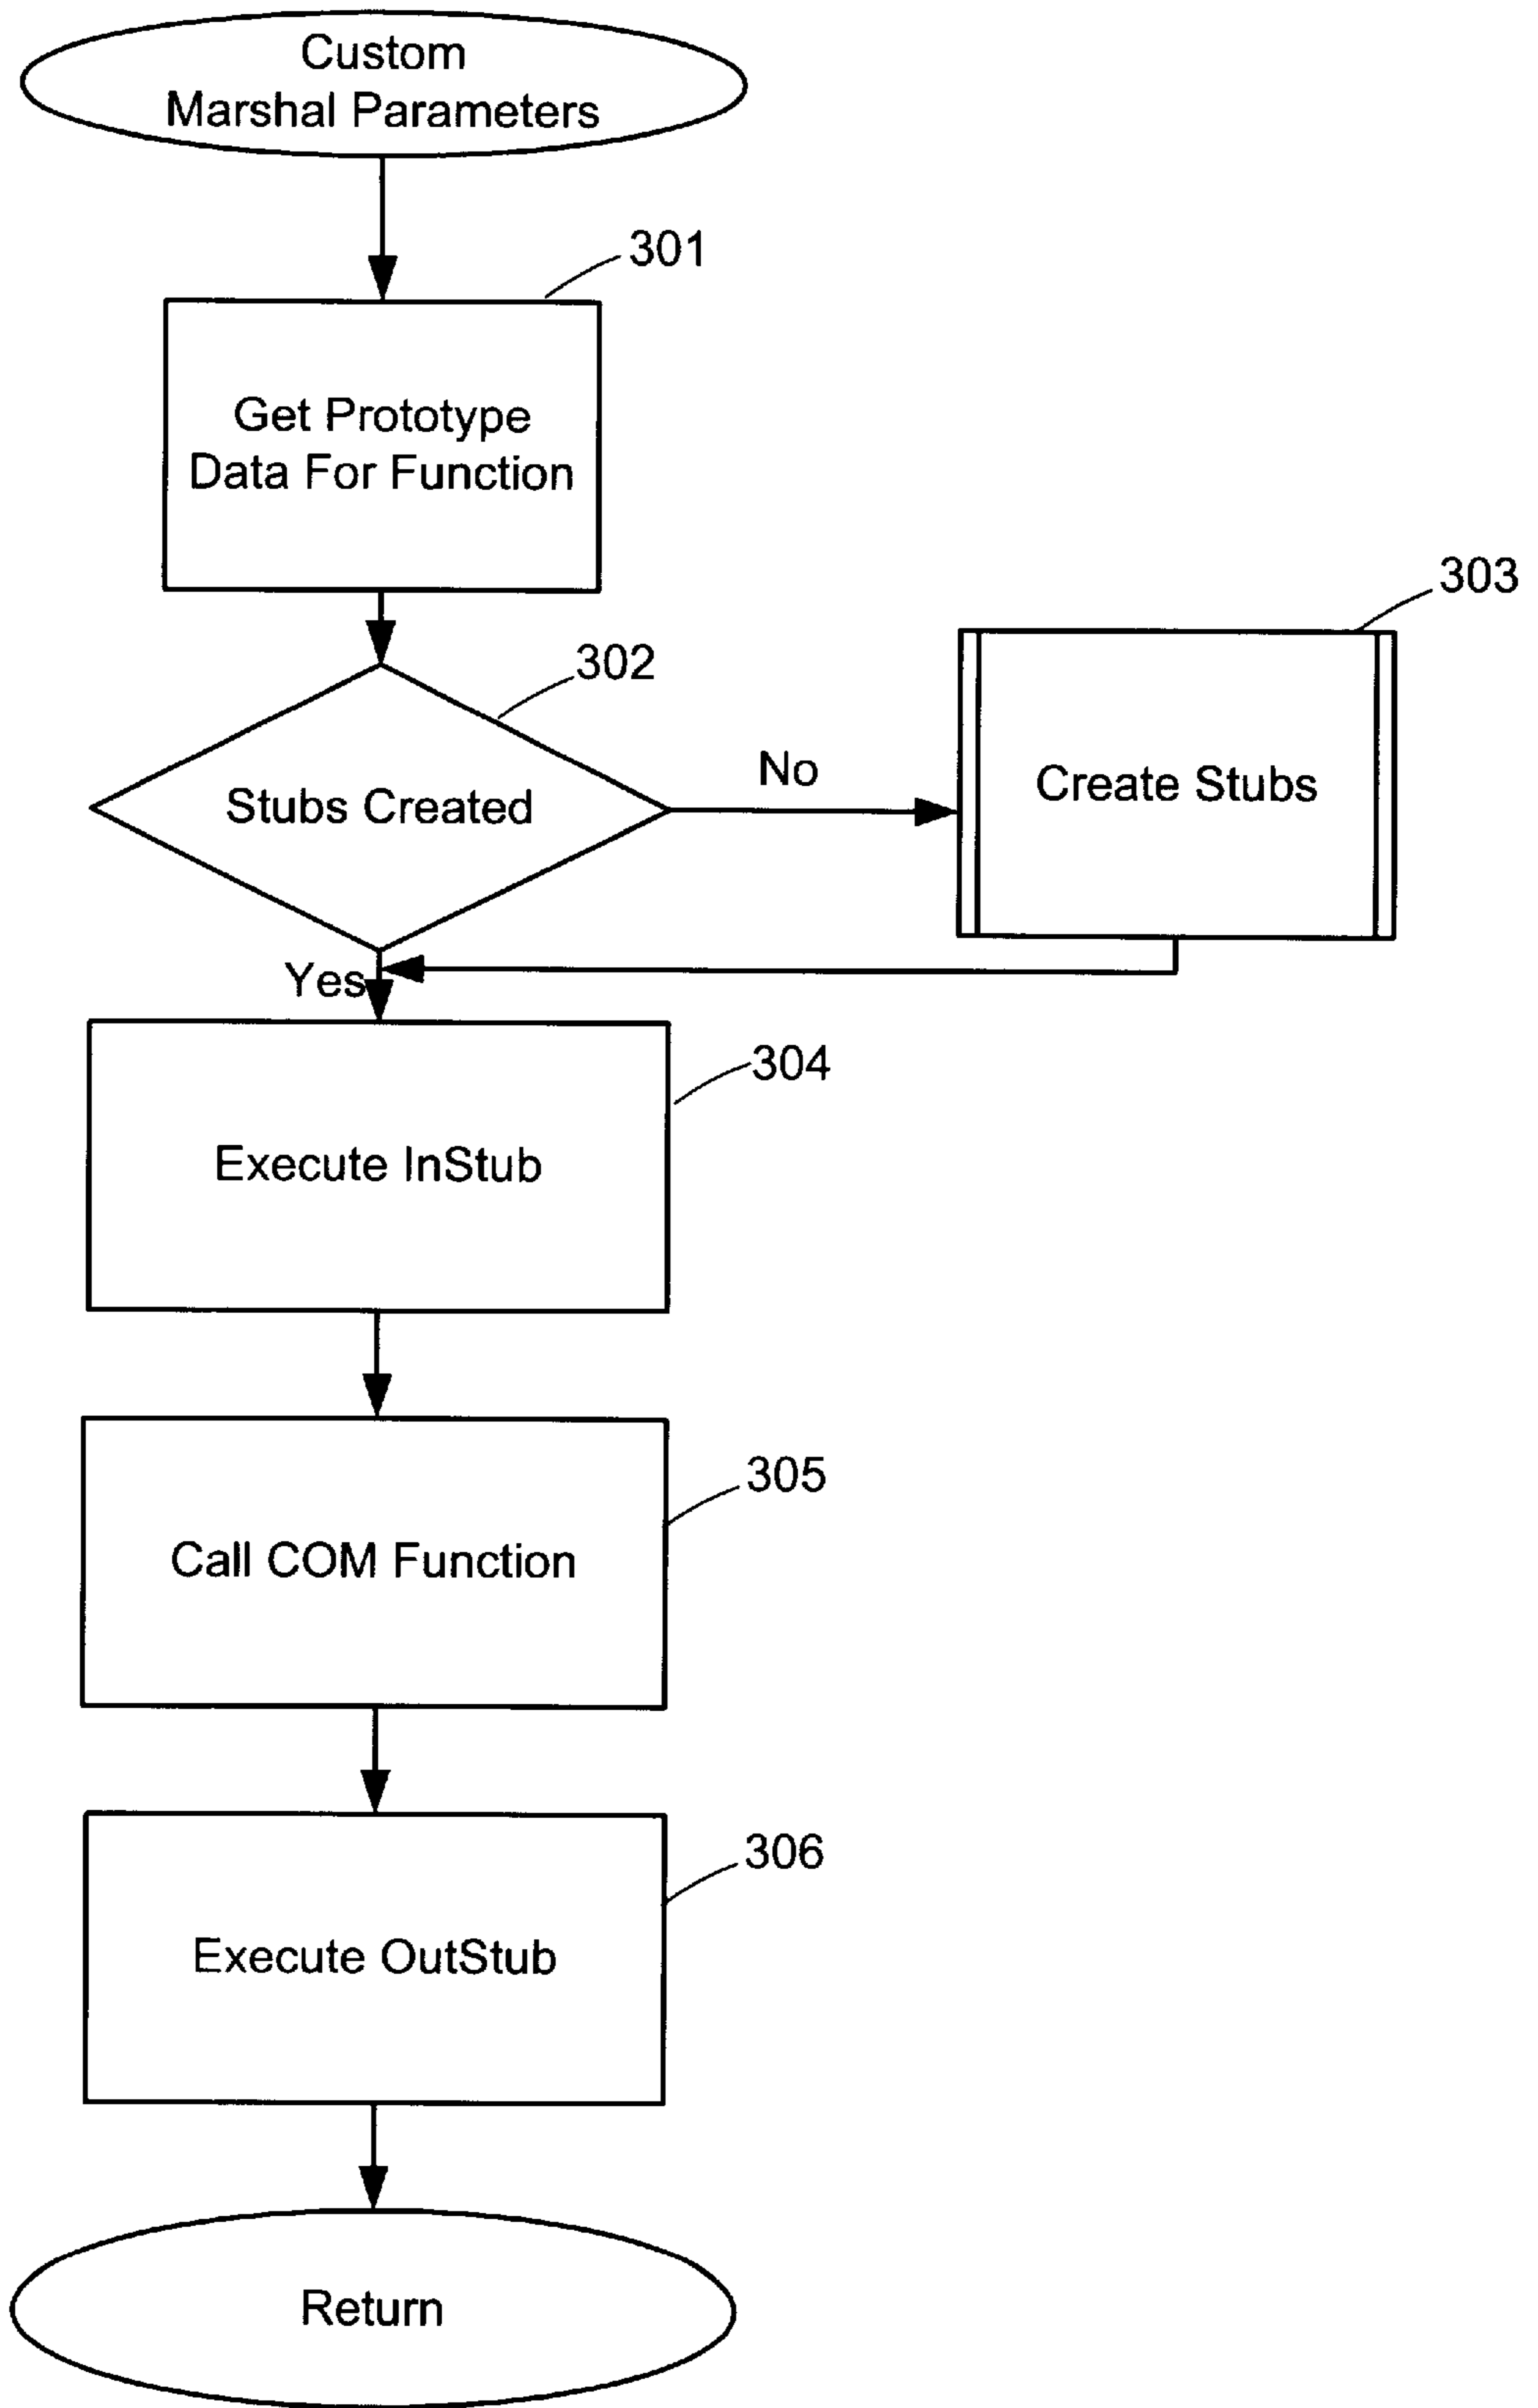 Custom
Marshal Parameters
301
Get Prototype
Data For Function
302
Stubs Created
No
303
Create Stubs
Yes
304
Execute InStub
305
Call COM Function
306
Execute OutStub
Return